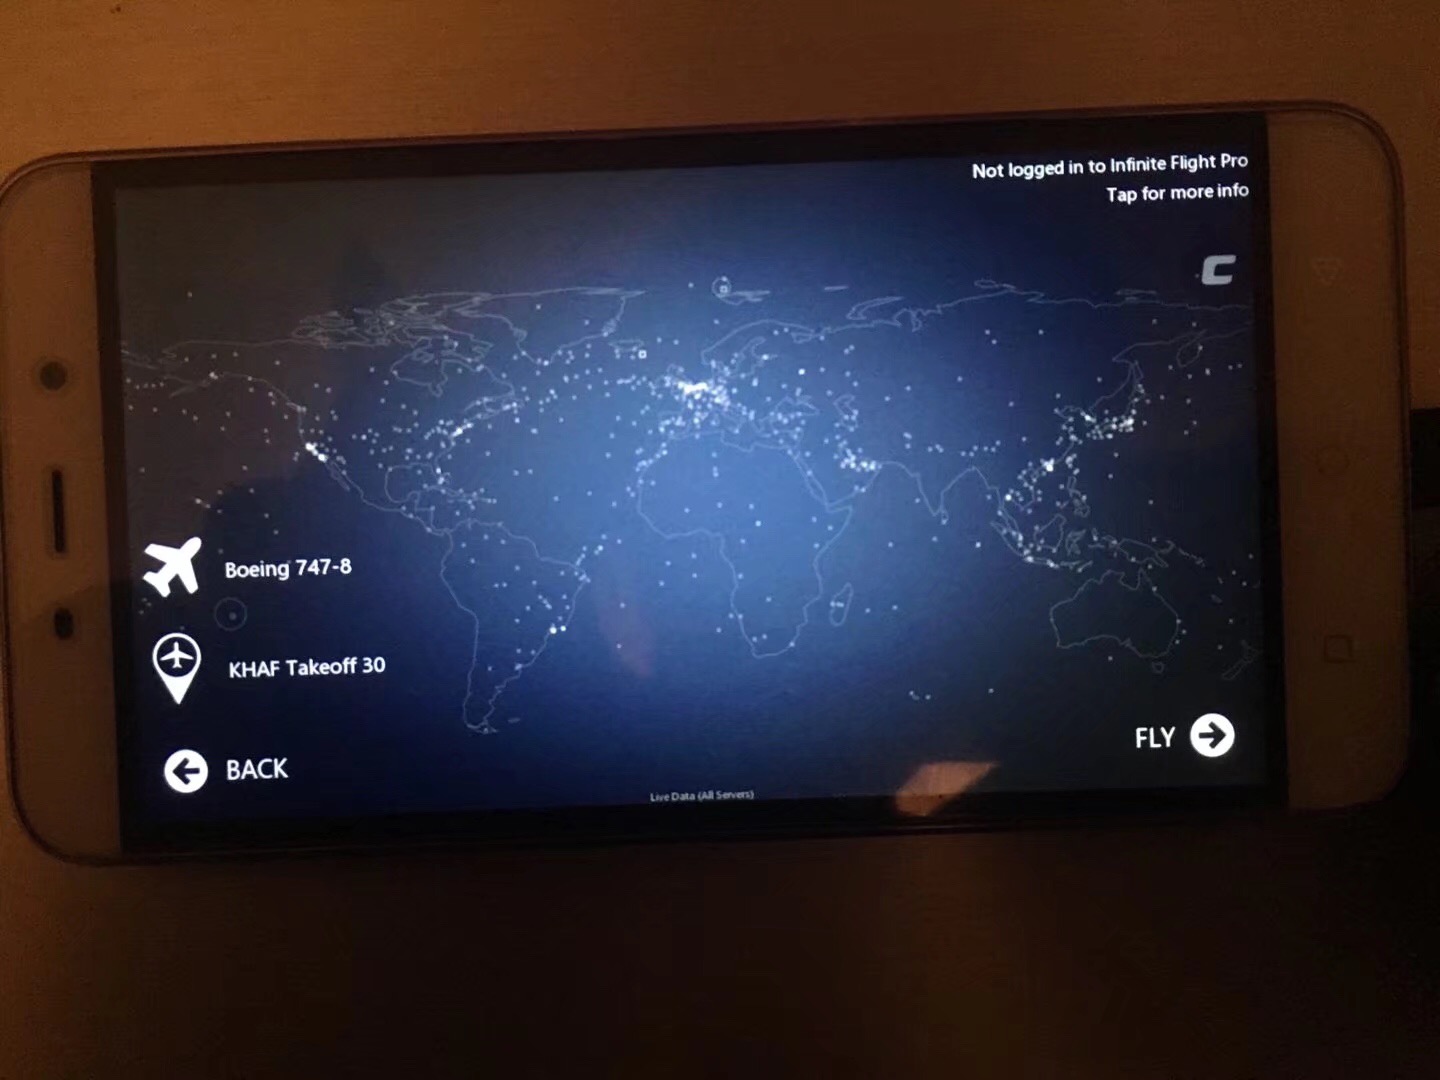 Not logged in to Infinite Flight Pro
Tap for more info
Boeing 747-8
KHAF Takeoff 30
BACK
FLY
Live Data (All Servers)